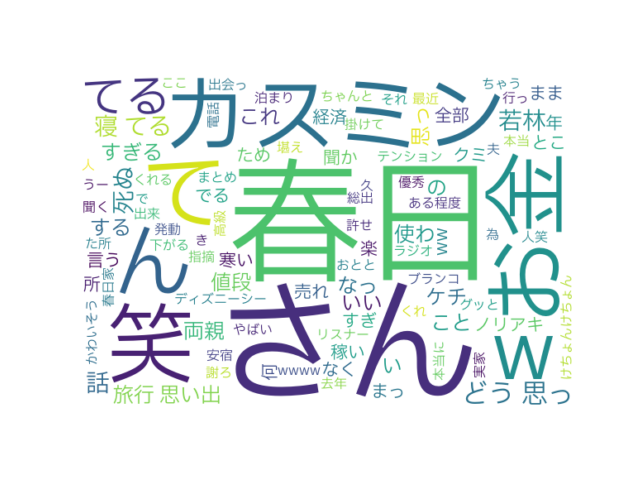 ここ
出会っ
泊まり
ちゃんと
それ
最近
ちゃう
行っ
まま
てる
カスミン
電話
これ
経済
掛けて
思っ
全部
若林
年
寝
てる
堪え
とこ
本当
夫
すぎる
ため
聞か
テンション
クミ
人
うー
くれる
まとめ
でる
て
春日
久
総出
優秀
ある程度
の
お金
死ぬ
で
聞く
出来
高級
する
発動
き
寒い
許せ
楽
使わ
ww
為
人笑
た所
下がる
ラジオ
言う
指摘
おとと
所
春日家
値段
なっ
ブランコ
グッと
ディズニーシー
売れ
いい
ケチ
ん
笑
さん
w
かわいそう
両親
やばい
リスナー
すぎ
くれ
こと
ノリアキ
けちょんけちょん
安宿
稼い
い
本当に
話
謝ろ
何
wwww
なく
去年
まっ
実家
どう
思っ
旅行
思い出